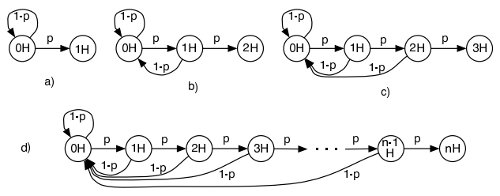 1-p 1-p 1-p
0H p 1H 0H p 1H p 2H 0H p 1H p 2H p 3H
1-p 1-p 1-p
a) b) c)
1-p
d) 0H p 1H p 2H p 3H p . . . p n-1 p nH
H
1-p 1-p 1-p 1-p